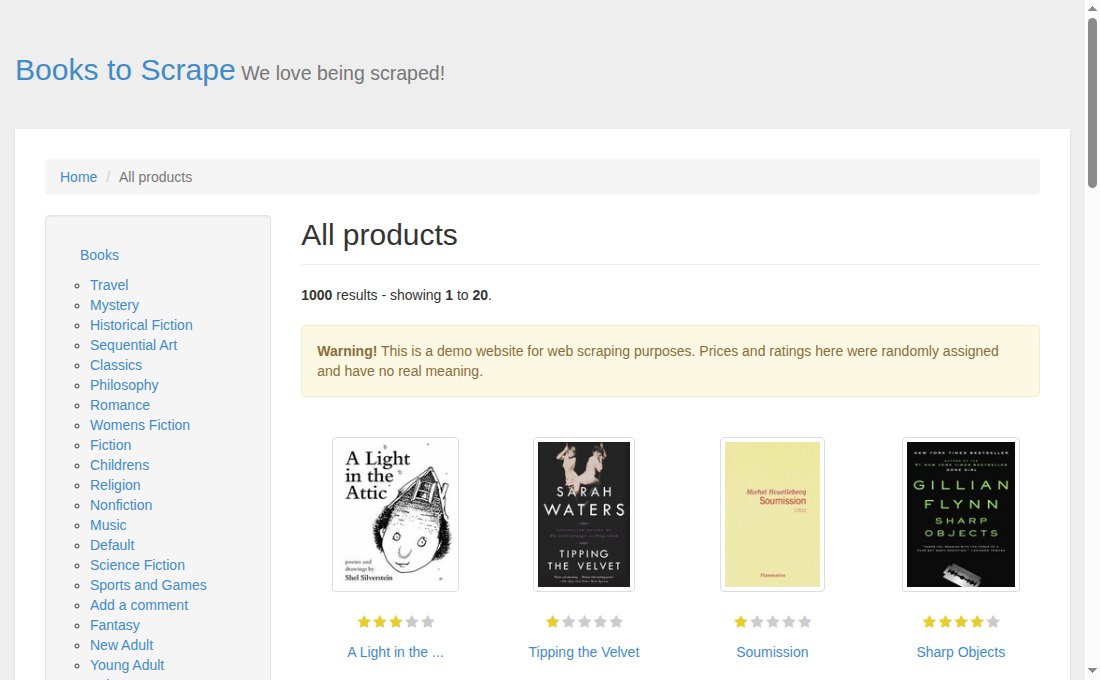 Books to Scrape We love being scraped!
Home / All products
Books
Travel
Mystery
Historical Fiction
Sequential Art
Classics
Philosophy
Romance
Womens Fiction
Fiction
Childrens
Religion
Nonfiction
Music
Default
Science Fiction
Sports and Games
Add a comment
Fantasy
New Adult
Young Adult
All products
1000 results - showing 1 to 20.
Warning! This is a demo website for web scraping purposes. Prices and ratings here were randomly assigned
and have no real meaning.
A Light
in the
Attic
poems and
drawings by
Shel Silverstein
SARAH
WATERS
TIPPING
THE VELVET
Michel Houellebecq
Soumission
Flammarion
NEW YORK TIMES BESTSELLER
GILLIAN
FLYNN
SHARP
OBJECTS
A Light in the ...
Tipping the Velvet
Soumission
Sharp Objects